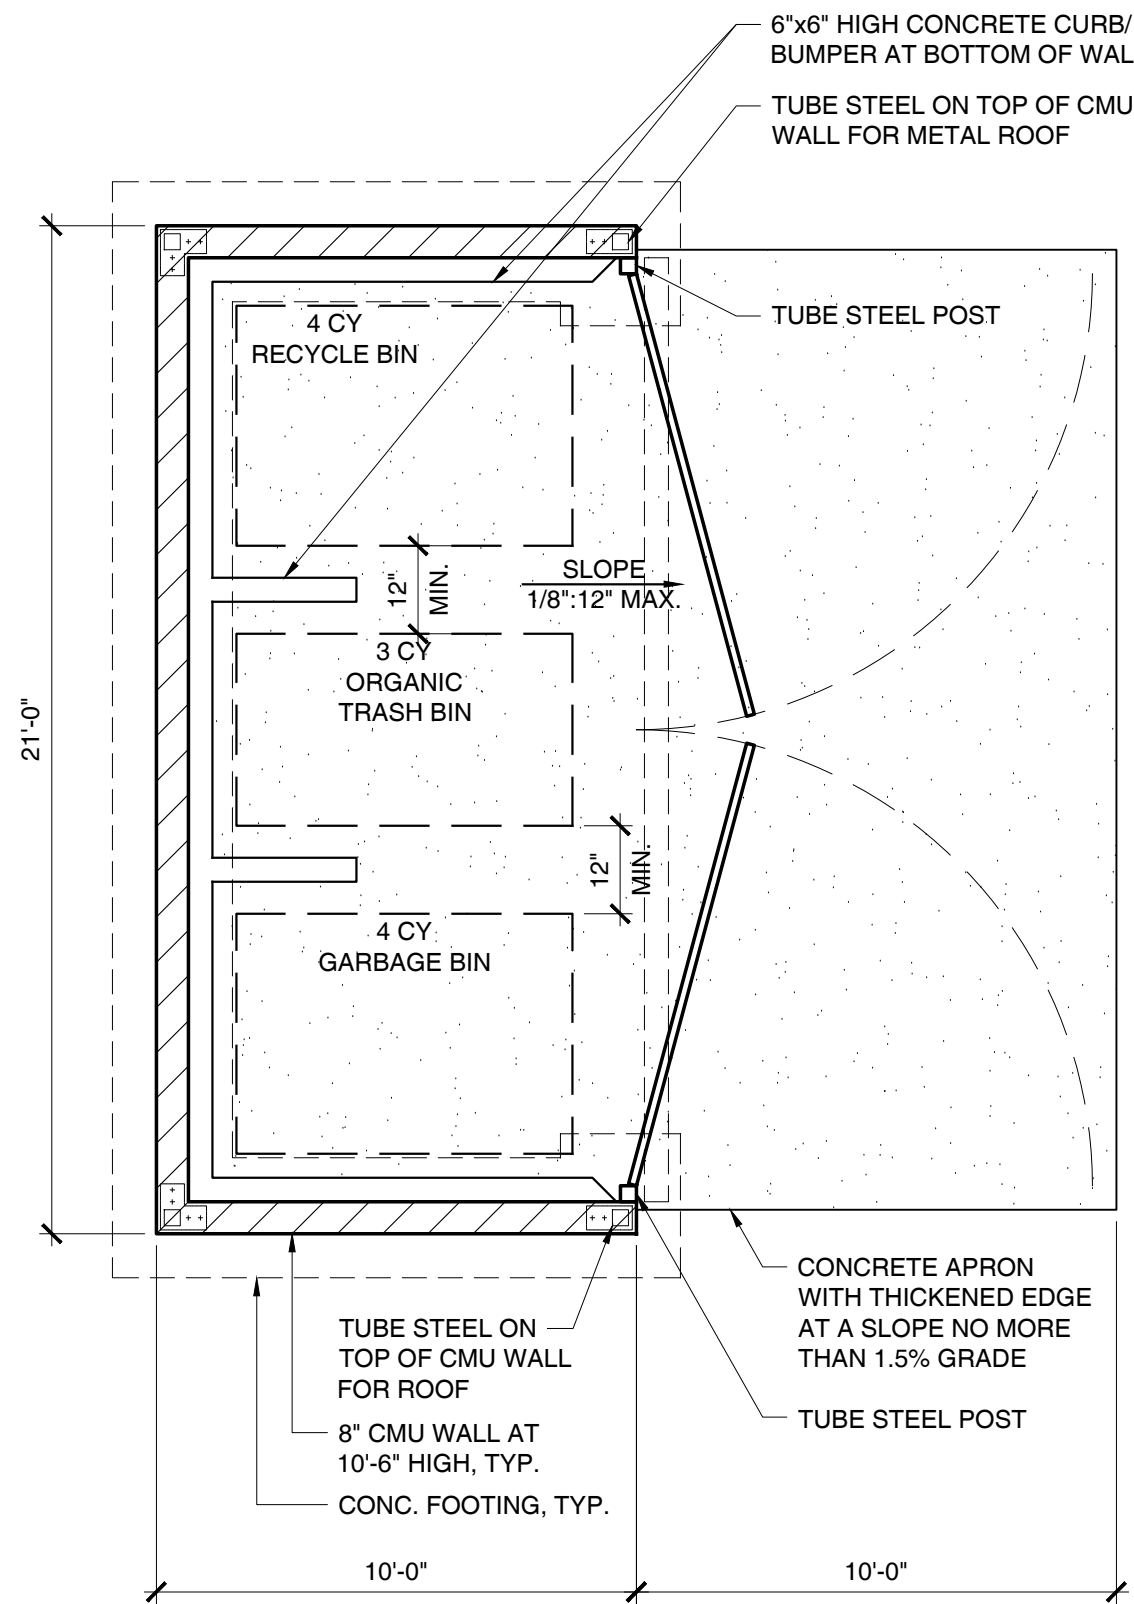 6"x6" HIGH CONCRETE CURB/
BUMPER AT BOTTOM OF WAL
TUBE STEEL ON TOP OF CMU
WALL FOR METAL ROOF
TUBE STEEL POST
4 CY
RECYCLE BIN
12"
MIN.
SLOPE
1/8":12" MAX.
3 CY
ORGANIC
TRASH BIN
21'-0"
12"
MIN.
4 CY
GARBAGE BIN
CONCRETE APRON
WITH THICKENED EDGE
AT A SLOPE NO MORE
THAN 1.5% GRADE
TUBE STEEL POST
TUBE STEEL ON
TOP OF CMU WALL
FOR ROOF
8" CMU WALL AT
10'-6" HIGH, TYP.
CONC. FOOTING, TYP.
10'-0"
10'-0"